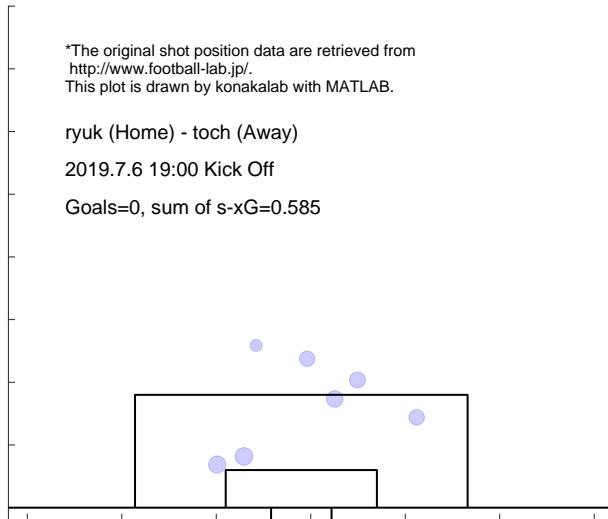 *The original shot position data are retrieved from
http://www.football-lab.jp/.
This plot is drawn by konakalab with MATLAB.
ryuk (Home) - toch (Away)
2019.7.6 19:00 Kick Off
Goals=0, sum of s-xG=0.585